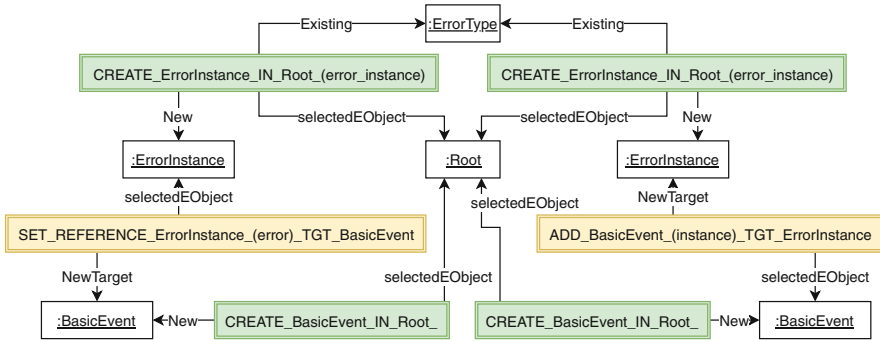 Existing
:ErrorType
Existing
CREATE_ErrorInstance_IN_Root_(error_instance)
CREATE_ErrorInstance_IN_Root_(error_instance)
New
selectedEObject
selectedEObject
New
:ErrorInstance
:Root
:ErrorInstance
selectedEObject
selectedEObject
NewTarget
SET_REFERENCE_ErrorInstance_(error)_TGT_BasicEvent
ADD_BasicEvent_(instance)_TGT_ErrorInstance
NewTarget
selectedEObject
selectedEObject
:BasicEvent
New
CREATE_BasicEvent_IN_Root_
CREATE_BasicEvent_IN_Root_
New
:BasicEvent